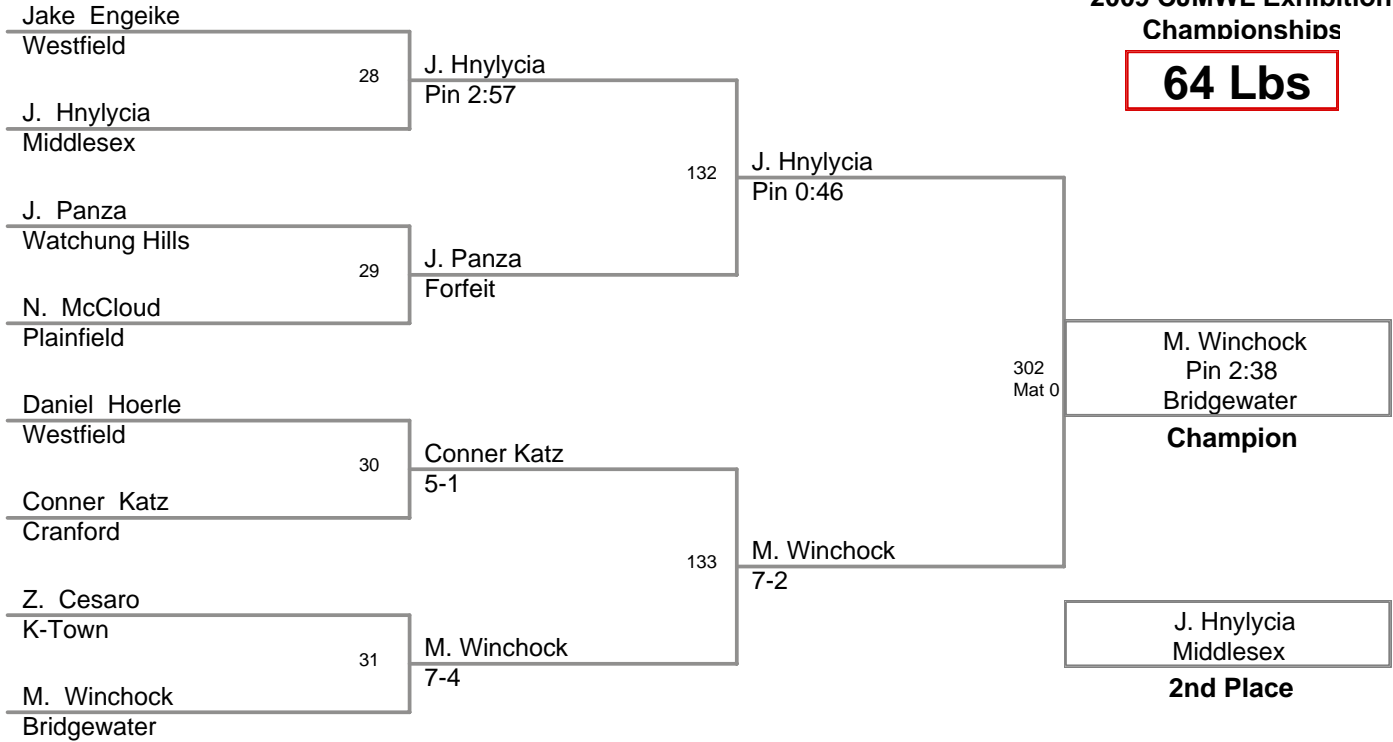 2009 CJMWL Exhibition
Championships
64 Lbs
Jake Engeike
Westfield
28
J. Hnylycia
Pin 2:57
J. Hnylycia
Middlesex
132
J. Hnylycia
Pin 0:46
J. Panza
Watchung Hills
29
J. Panza
Forfeit
N. McCloud
Plainfield
302
Mat 0
M. Winchock
Pin 2:38
Bridgewater
Champion
Daniel Hoerle
Westfield
30
Conner Katz
5-1
Conner Katz
Cranford
133
M. Winchock
7-2
Z. Cesaro
K-Town
31
M. Winchock
7-4
M. Winchock
Bridgewater
J. Hnylycia
Middlesex
2nd Place